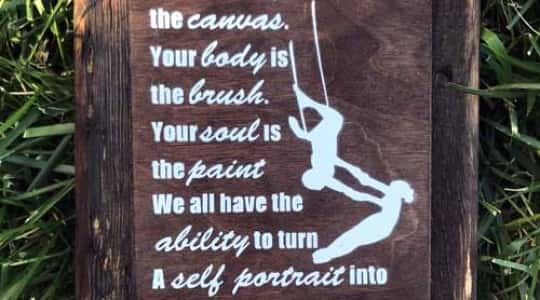 the canvas.
Your body is
the brush.
Your soul is
the paint
We all have the
ability to turn
A self portrait into